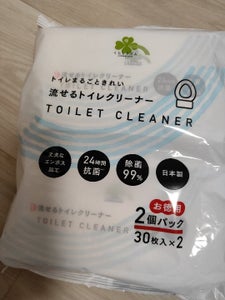 トイレまるごときれい
流せるトイレクリーナー
TOILET CLEANER
丈夫な
エンボス
加工
24時間
抗菌
除菌
99%
日本製
お徳用
2個パック
30枚入×2
流せるトイレクリーナー
TOILET CLEANER